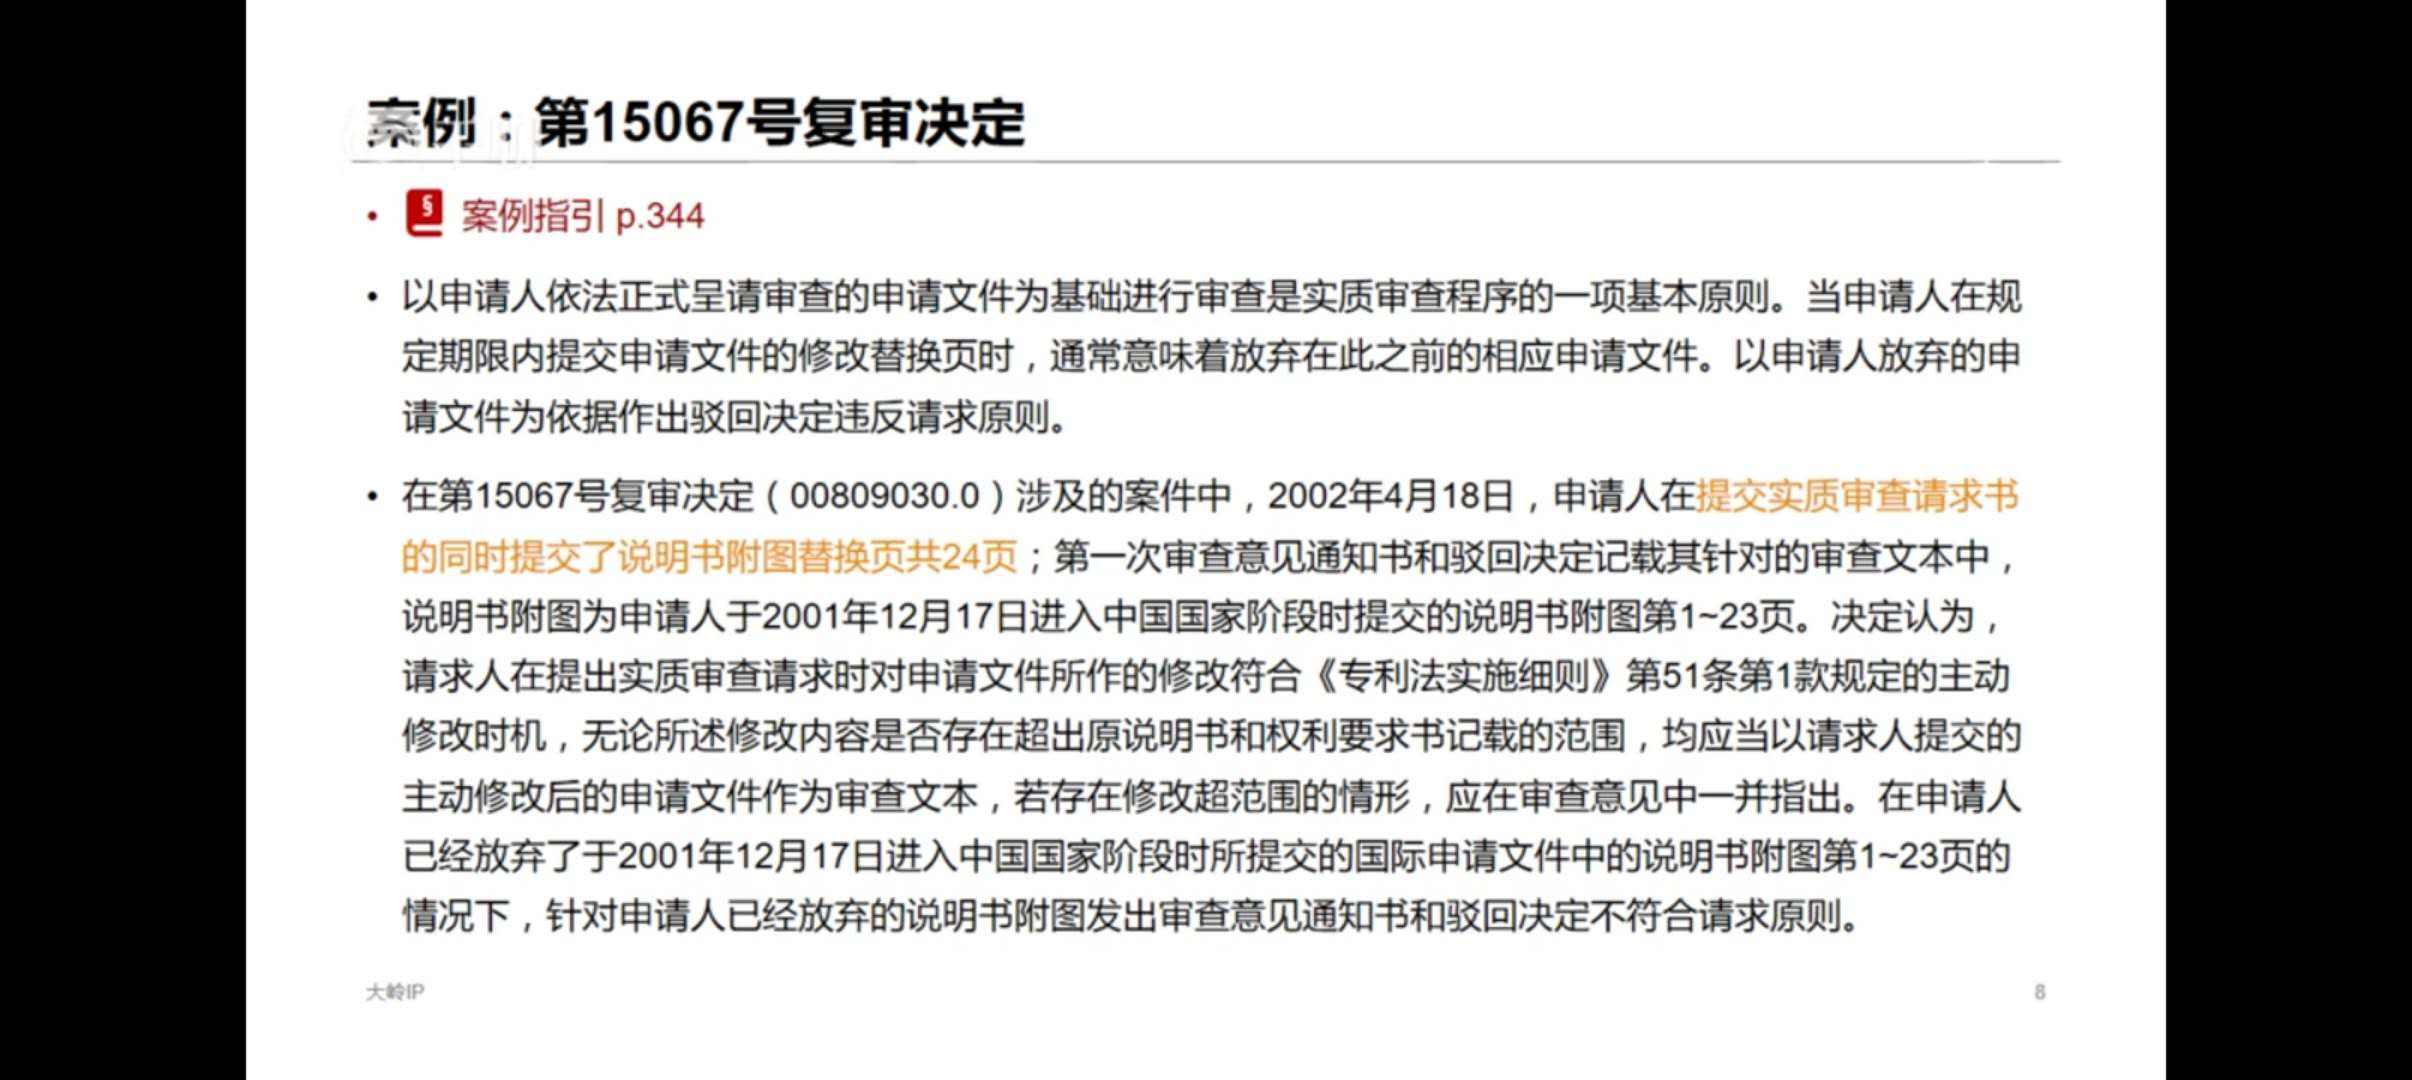 案例：第15067号复审决定
• § 案例指引 p.344
• 以申请人依法正式呈请审查的申请文件为基础进行审查是实质审查程序的一项基本原则。当申请人在规
定期限内提交申请文件的修改替换页时，通常意味着放弃在此之前的相应申请文件。以申请人放弃的申
请文件为依据作出驳回决定违反请求原则。
• 在第15067号复审决定（00809030.0）涉及的案件中，2002年4月18日，申请人在提交实质审查请求书
的同时提交了说明书附图替换页共24页；第一次审查意见通知书和驳回决定记载其针对的审查文本中，
说明书附图为申请人于2001年12月17日进入中国国家阶段时提交的说明书附图第1~23页。决定认为，
请求人在提出实质审查请求时对申请文件所作的修改符合《专利法实施细则》第51条第1款规定的主动
修改时机，无论所述修改内容是否存在超出原说明书和权利要求书记载的范围，均应当以请求人提交的
主动修改后的申请文件作为审查文本，若存在修改超范围的情形，应在审查意见中一并指出。在申请人
已经放弃了于2001年12月17日进入中国国家阶段时所提交的国际申请文件中的说明书附图第1~23页的
情况下，针对申请人已经放弃的说明书附图发出审查意见通知书和驳回决定不符合请求原则。
大岭IP
8